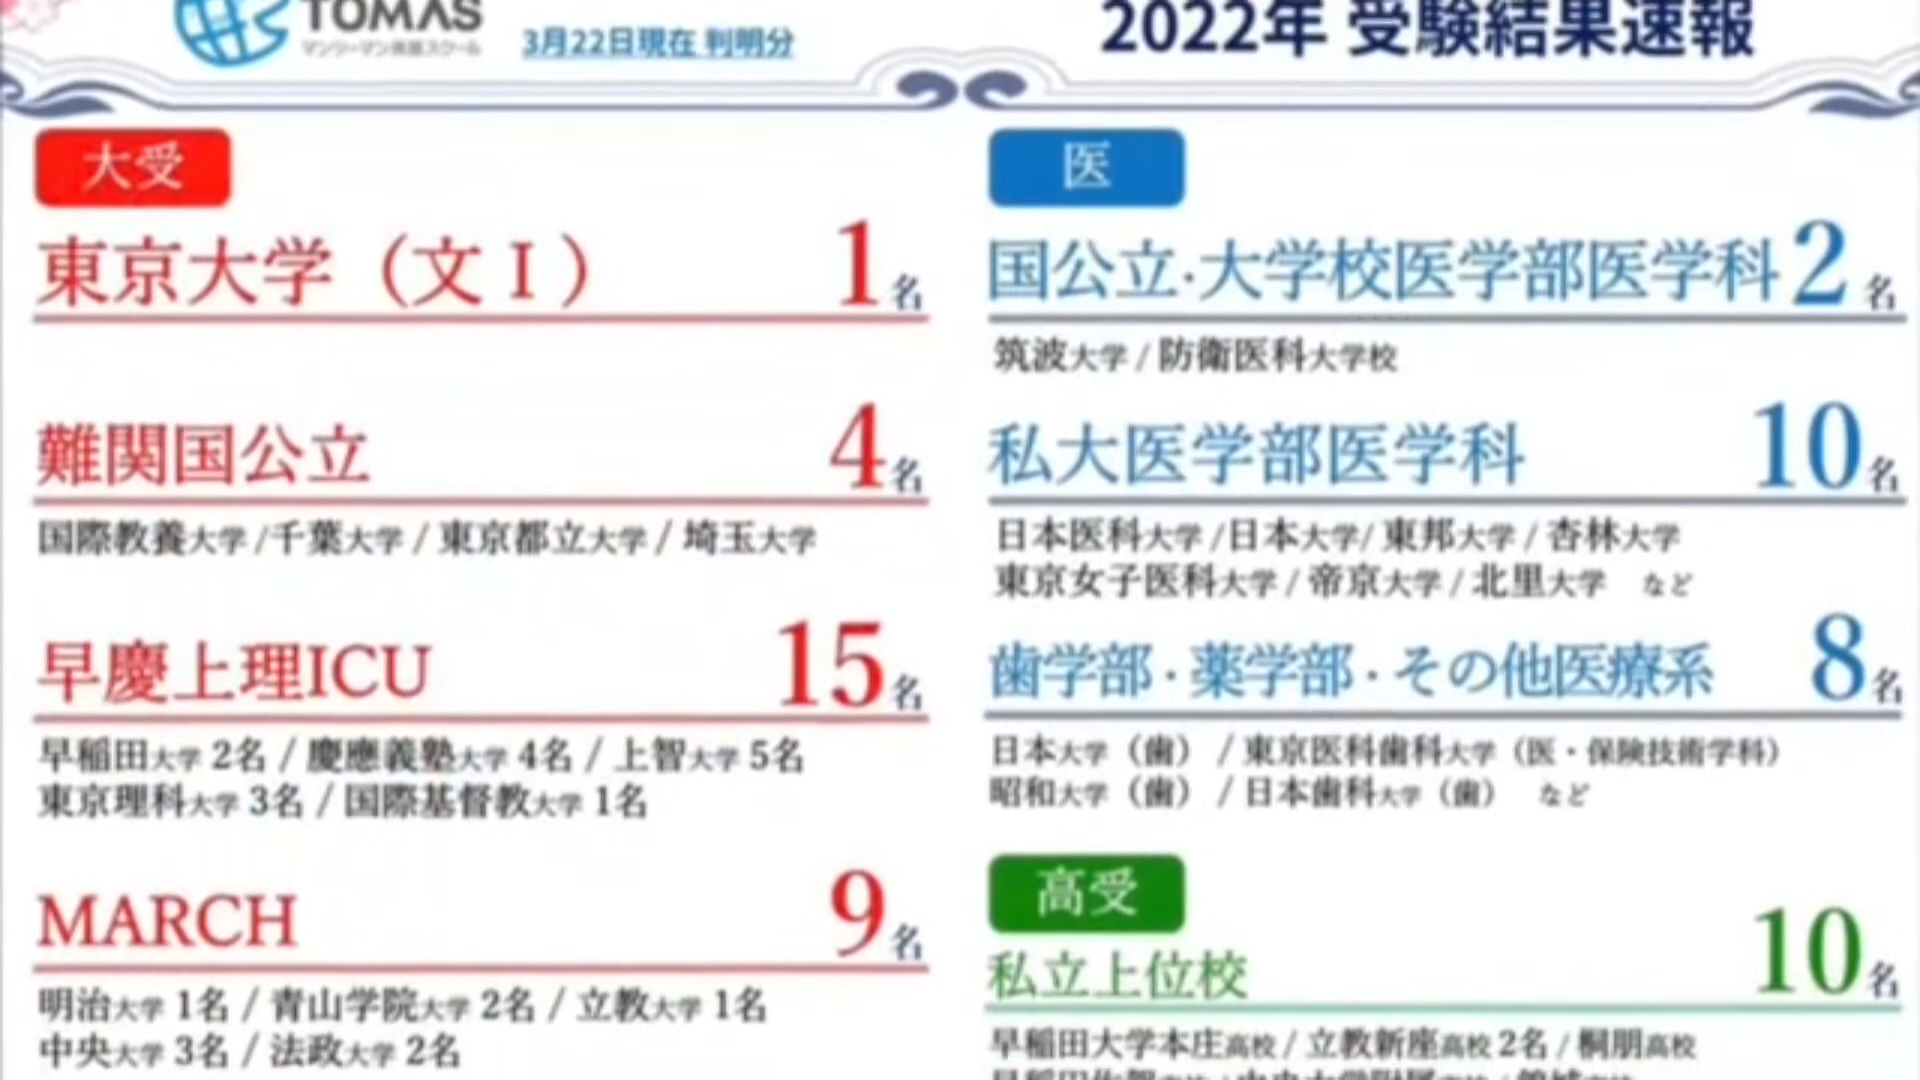 TOMAS
マンツーマン英語スクール
3月22日現在 判明分
2022年 受験結果速報
大受
東京大学（文Ⅰ） 1名
難関国公立 4名
国際教養大学 / 千葉大学 / 東京都立大学 / 埼玉大学
早慶上理ICU 15名
早稲田大学 2名 / 慶應義塾大学 4名 / 上智大学 5名
東京理科大学 3名 / 国際基督教大学 1名
MARCH 9名
明治大学 1名 / 青山学院大学 2名 / 立教大学 1名
中央大学 3名 / 法政大学 2名
医
国公立·大学校医学部医学科 2名
筑波大学 / 防衛医科大学校
私大医学部医学科 10名
日本医科大学 / 日本大学 / 東邦大学 / 杏林大学
東京女子医科大学 / 帝京大学 / 北里大学 など
歯学部·薬学部·その他医療系 8名
日本大学（歯） / 東京医科歯科大学（医・保険技術学科）
昭和大学（歯） / 日本歯科大学（歯） など
高受
私立上位校 10名
早稲田大学本庄高校 / 立教新座高校 2名 / 桐朋高校